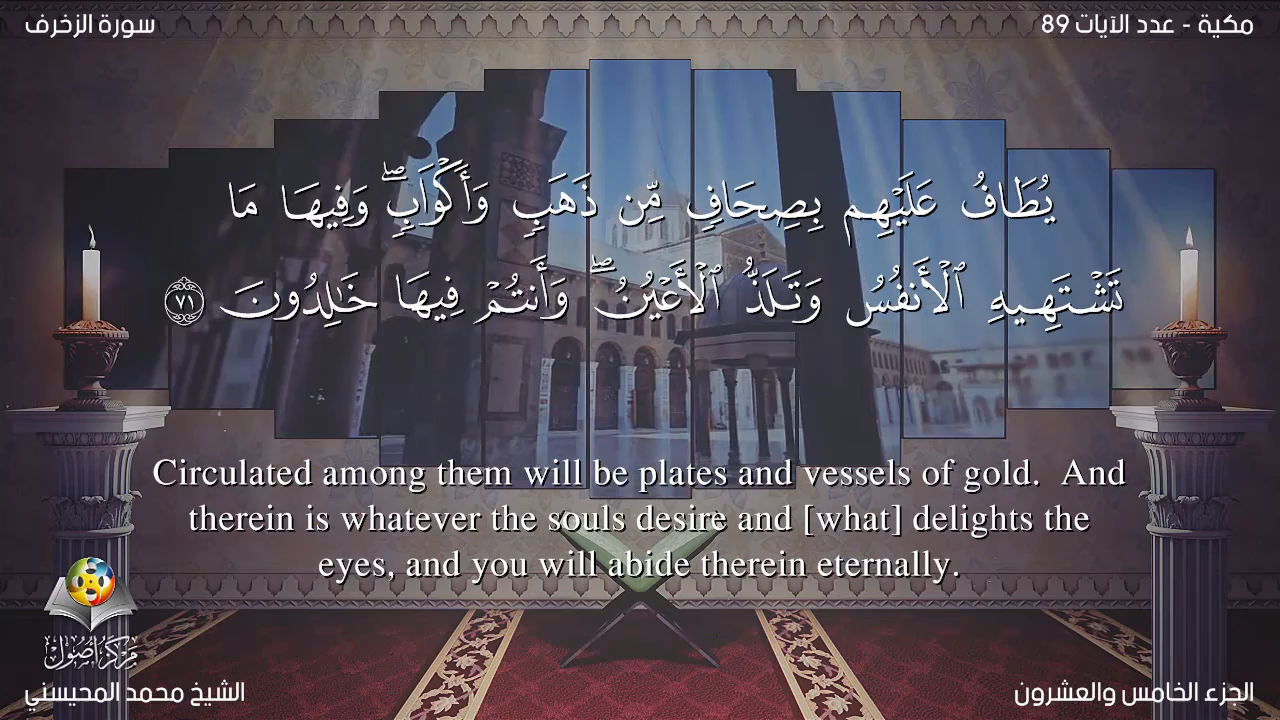 مكية - عدد الآيات 89
سورة الزخرف
يُطَافُ عَلَيْهِم بِصِحَافٍ مِّن ذَهَبٍ وَأَكْوَابٍ ۖ وَفِيهَا مَا
تَشْتَهِيهِ ٱلْأَنفُسُ وَتَلَذُّ ٱلْأَعْيُنُ ۖ وَأَنتُمْ فِيهَا خَـٰلِدُونَ ٧١
Circulated among them will be plates and vessels of gold.  And
therein is whatever the souls desire and [what] delights the
eyes, and you will abide therein eternally.
مركز أصول
الجزء الخامس والعشرون
الشيخ محمد المحيسني